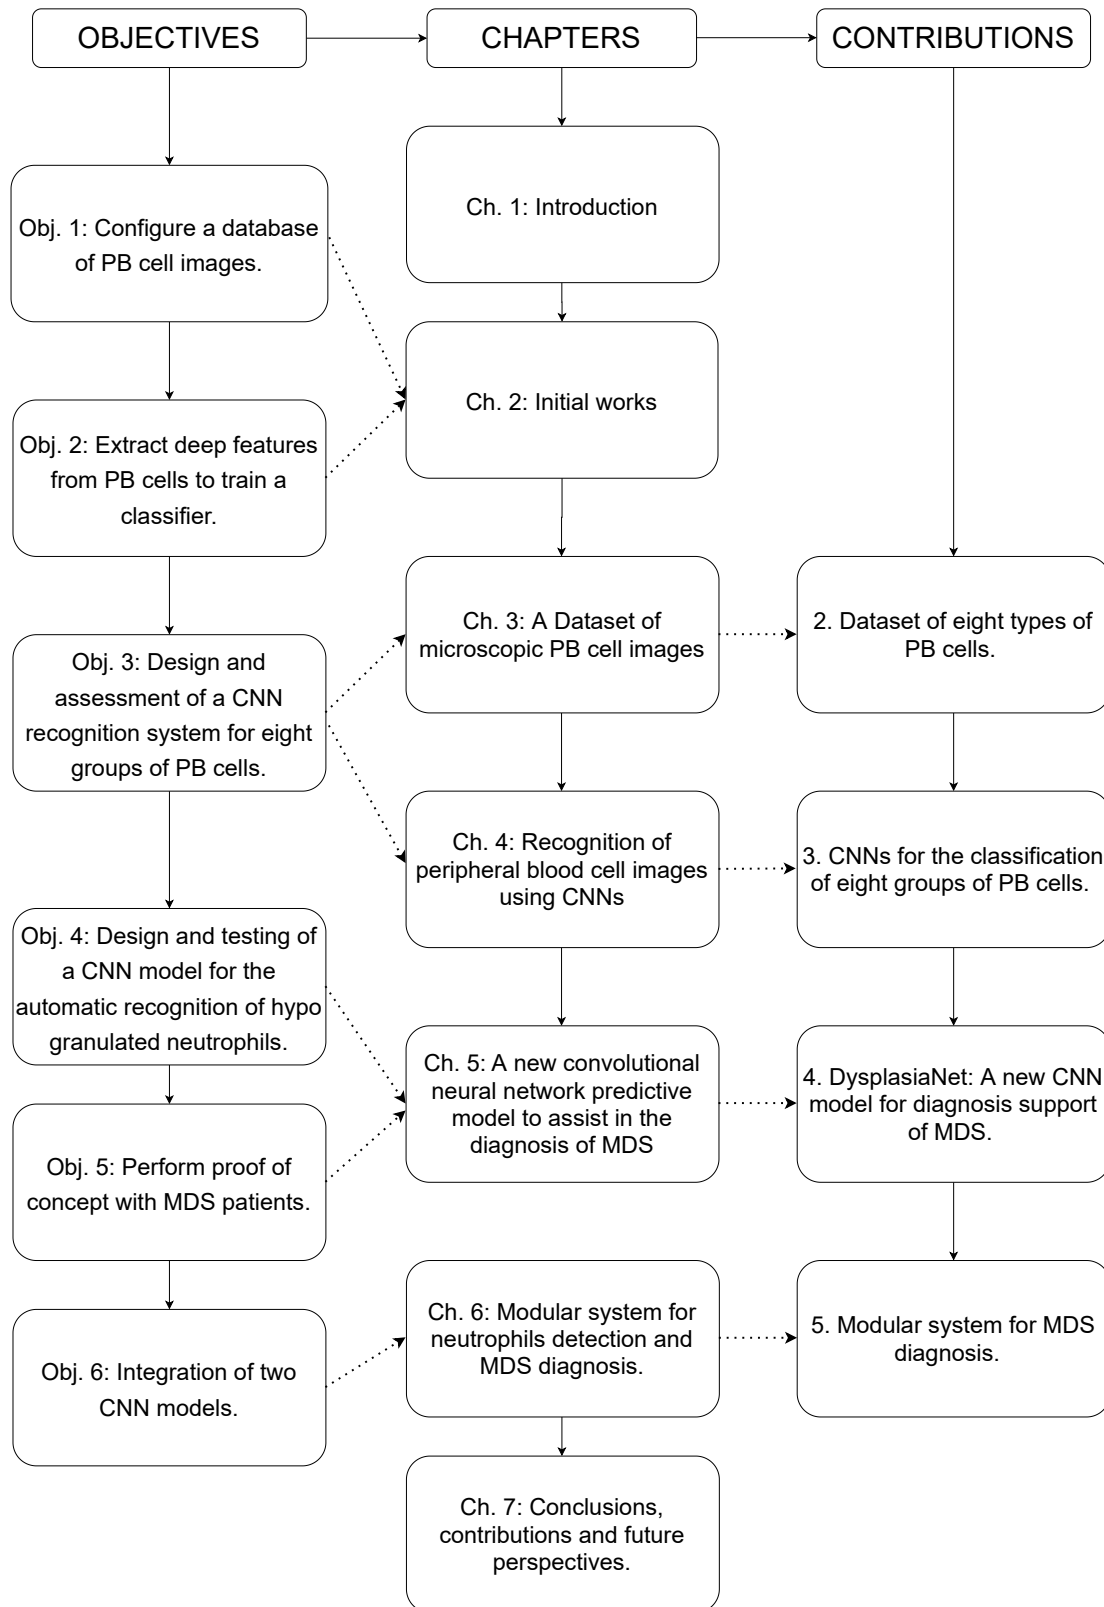 OBJECTIVES
CHAPTERS
CONTRIBUTIONS
Obj. 1: Configure a database
of PB cell images.
Obj. 2: Extract deep features
from PB cells to train a
classifier.
Obj. 3: Design and
assessment of a CNN
recognition system for eight
groups of PB cells.
Obj. 4: Design and testing of
a CNN model for the
automatic recognition of hypo
granulated neutrophils.
Obj. 5: Perform proof of
concept with MDS patients.
Obj. 6: Integration of two
CNN models.
Ch. 1: Introduction
Ch. 2: Initial works
Ch. 3: A Dataset of
microscopic PB cell images
Ch. 4: Recognition of
peripheral blood cell images
using CNNs
Ch. 5: A new convolutional
neural network predictive
model to assist in the
diagnosis of MDS
Ch. 6: Modular system for
neutrophils detection and
MDS diagnosis.
Ch. 7: Conclusions,
contributions and future
perspectives.
2. Dataset of eight types of
PB cells.
3. CNNs for the classification
of eight groups of PB cells.
4. DysplasiaNet: A new CNN
model for diagnosis support
of MDS.
5. Modular system for MDS
diagnosis.